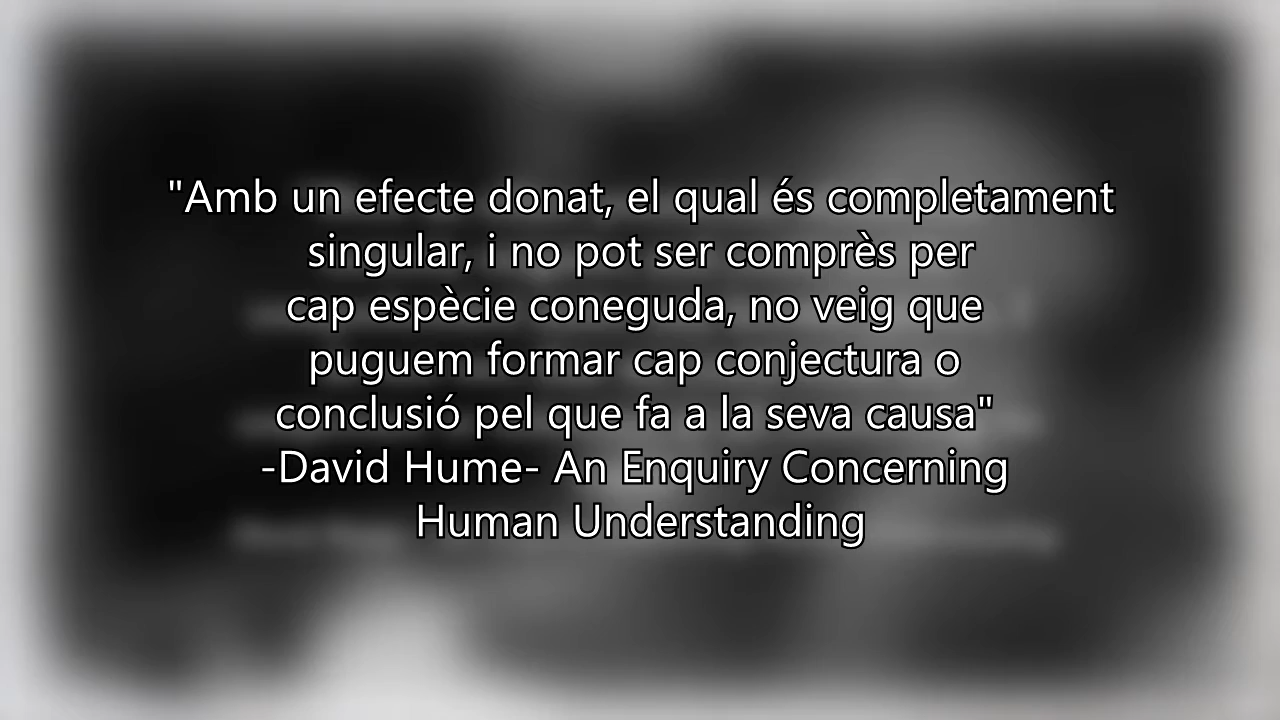 "Amb un efecte donat, el qual és completament
singular, i no pot ser comprès per
cap espècie coneguda, no veig que
puguem formar cap conjectura o
conclusió pel que fa a la seva causa"
-David Hume- An Enquiry Concerning
Human Understanding